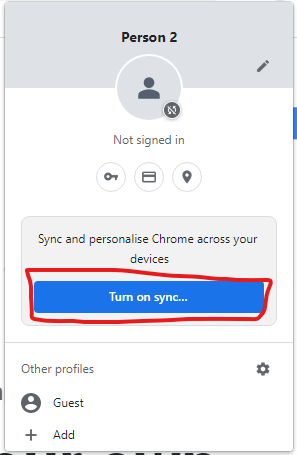 Person 2
Not signed in
Sync and personalise Chrome across your
devices
Turn on sync...
Other profiles
Guest
Add